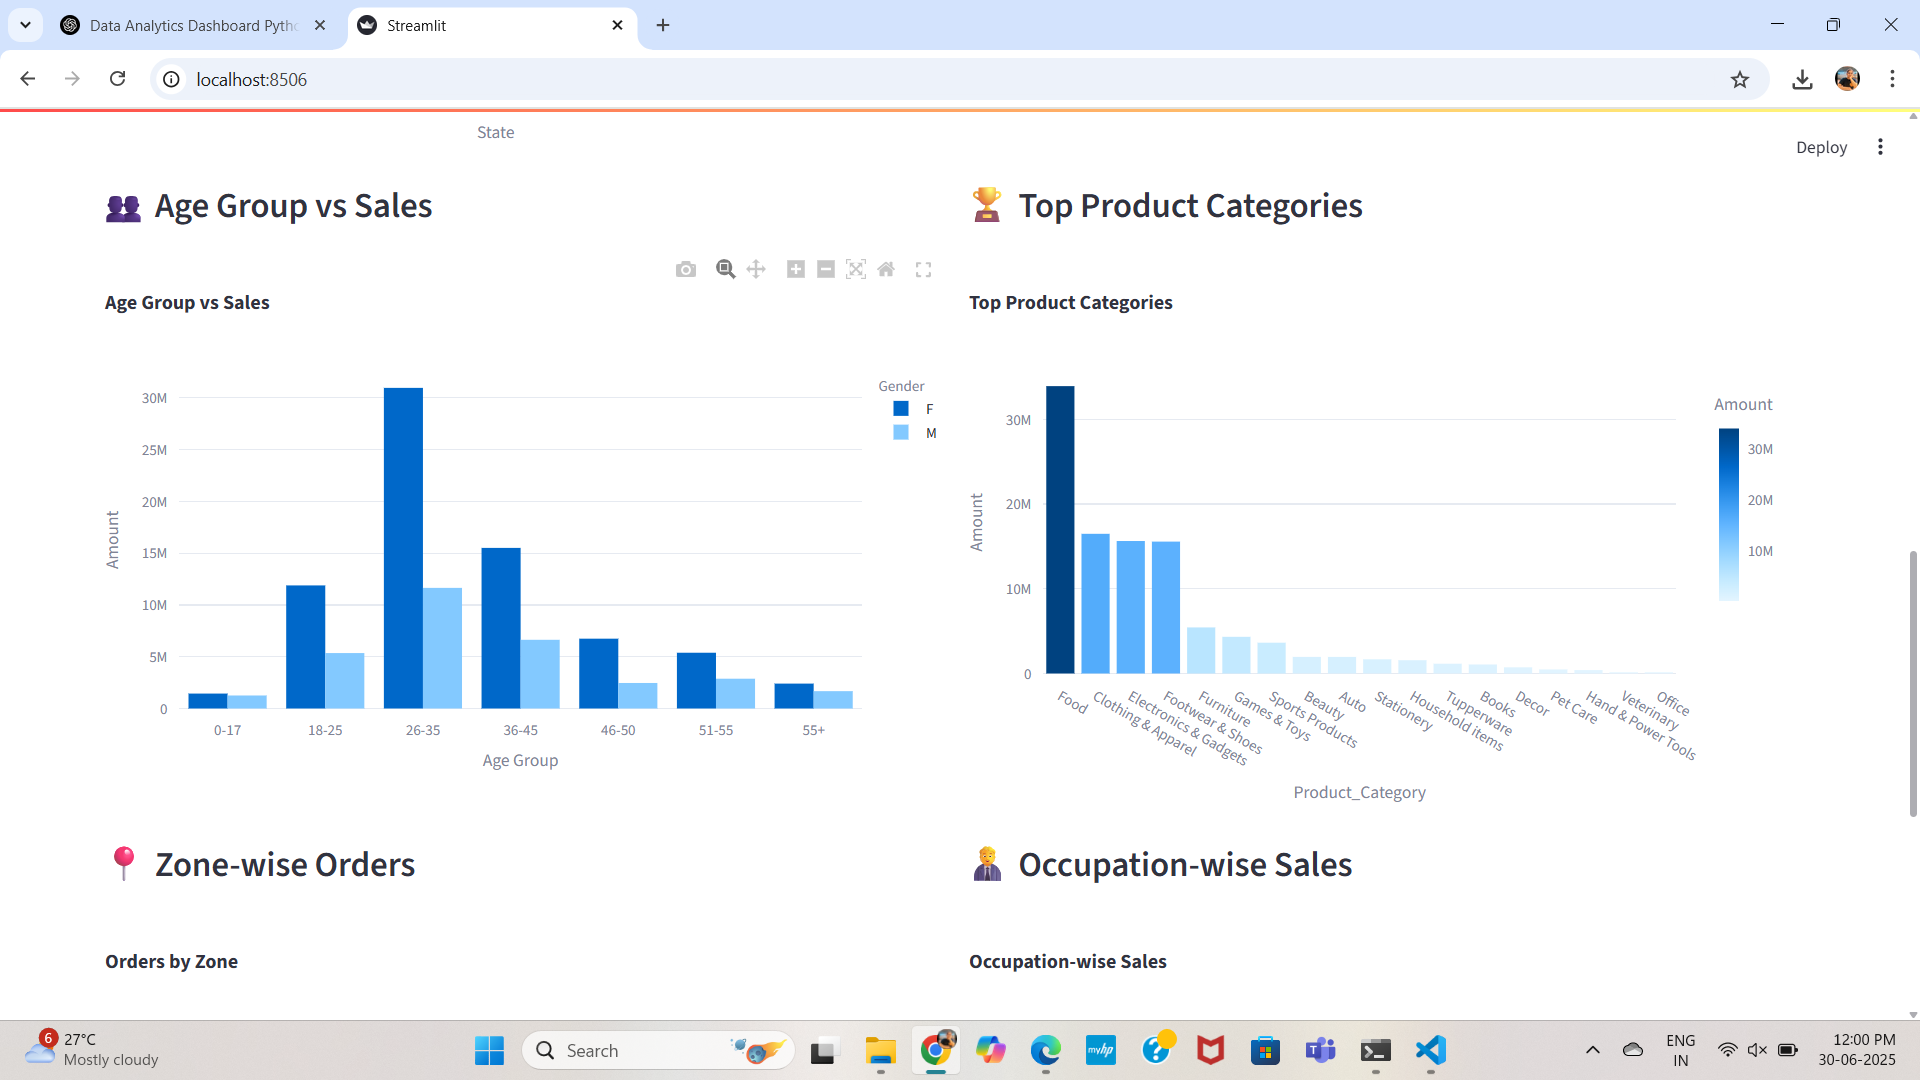 Data Analytics Dashboard Pytho
Streamlit
localhost:8506
State
Deploy
Age Group vs Sales
Age Group vs Sales
Gender
F
M
30M
25M
20M
15M
10M
5M
0
Amount
0-17
18-25
26-35
36-45
46-50
51-55
55+
Age Group
Top Product Categories
Top Product Categories
Amount
30M
20M
10M
30M
20M
10M
0
Amount
Food
Clothing & Apparel
Electronics & Gadgets
Footwear & Shoes
Furniture
Games & Toys
Sports Products
Beauty
Auto
Stationery
Household items
Tupperware
Books
Decor
Pet Care
Hand & Power Tools
Veterinary
Office
Product_Category
Zone-wise Orders
Orders by Zone
Occupation-wise Sales
Occupation-wise Sales
6
27°C
Mostly cloudy
Search
myhp
ENG
IN
12:00 PM
30-06-2025